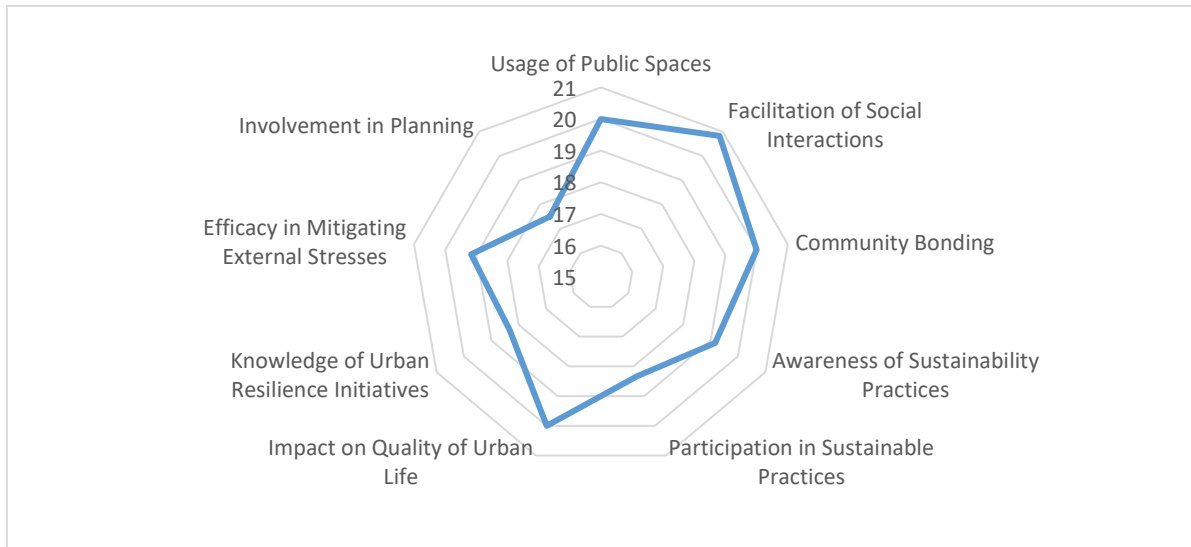 Usage of Public Spaces
21
20
19
18
17
16
15
Facilitation of Social
Interactions
Community Bonding
Awareness of Sustainability
Practices
Participation in Sustainable
Practices
Impact on Quality of Urban
Life
Knowledge of Urban
Resilience Initiatives
Efficacy in Mitigating
External Stresses
Involvement in Planning